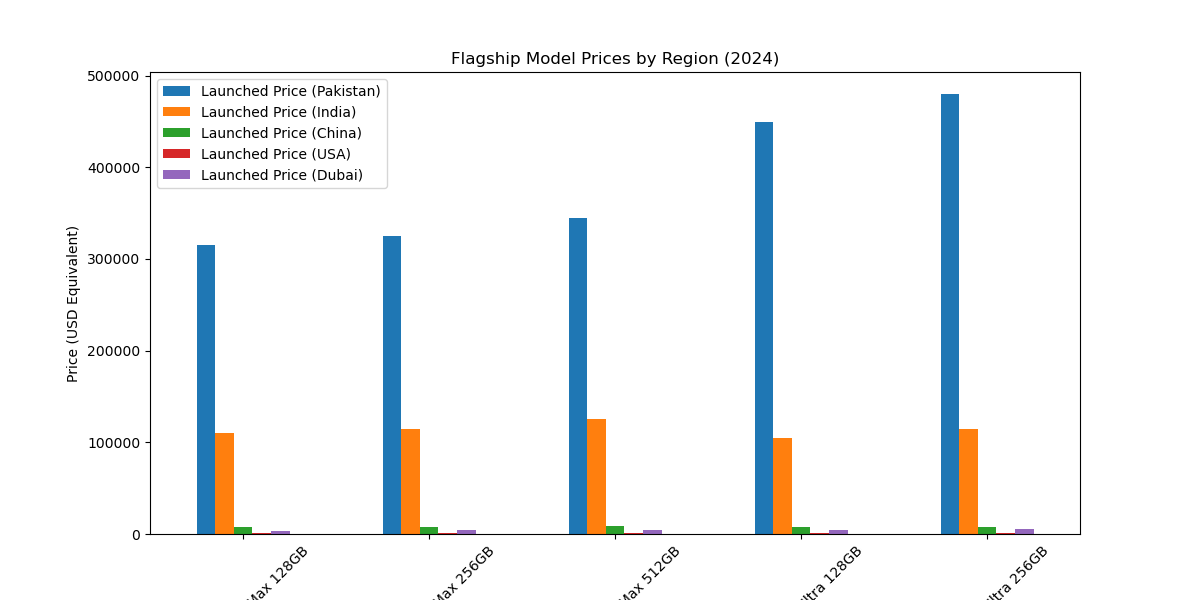 Flagship Model Prices by Region (2024)
Launched Price (Pakistan)
Launched Price (India)
Launched Price (China)
Launched Price (USA)
Launched Price (Dubai)
Price (USD Equivalent)
500000
400000
300000
200000
100000
0
Max 128GB
Max 256GB
Max 512GB
128GB
256GB